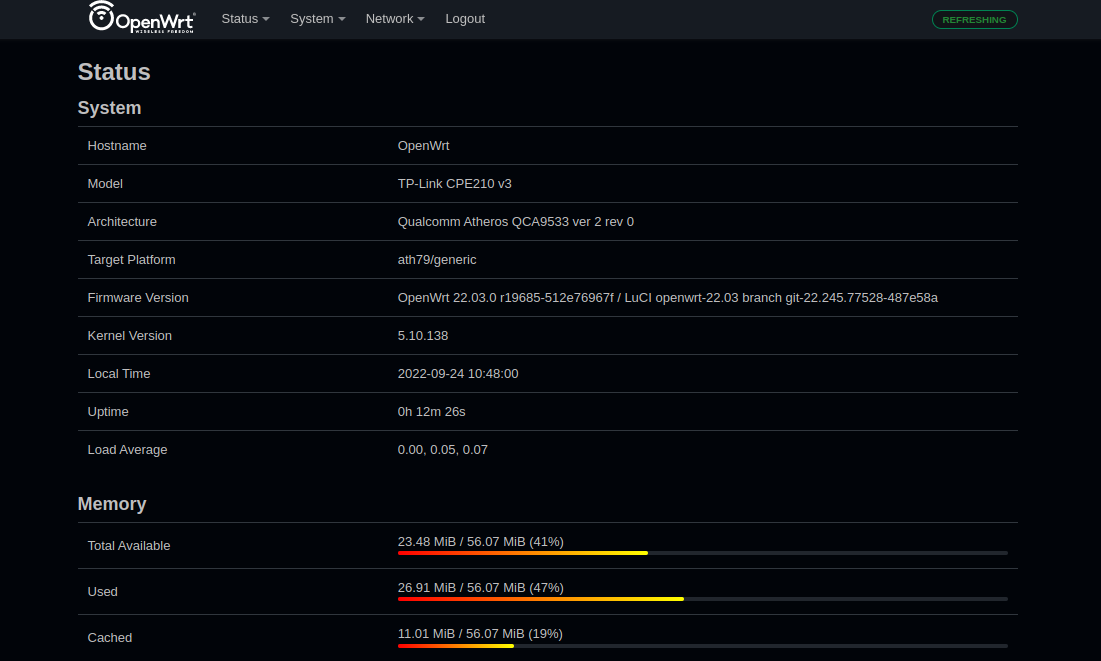 OpenWrt
WIRELESS FREEDOM
Status System Network Logout
REFRESHING
Status
System
Hostname OpenWrt
Model TP-Link CPE210 v3
Architecture Qualcomm Atheros QCA9533 ver 2 rev 0
Target Platform ath79/generic
Firmware Version OpenWrt 22.03.0 r19685-512e76967f / LuCI openwrt-22.03 branch git-22.245.77528-487e58a
Kernel Version 5.10.138
Local Time 2022-09-24 10:48:00
Uptime 0h 12m 26s
Load Average 0.00, 0.05, 0.07
Memory
Total Available 23.48 MiB / 56.07 MiB (41%)
Used 26.91 MiB / 56.07 MiB (47%)
Cached 11.01 MiB / 56.07 MiB (19%)